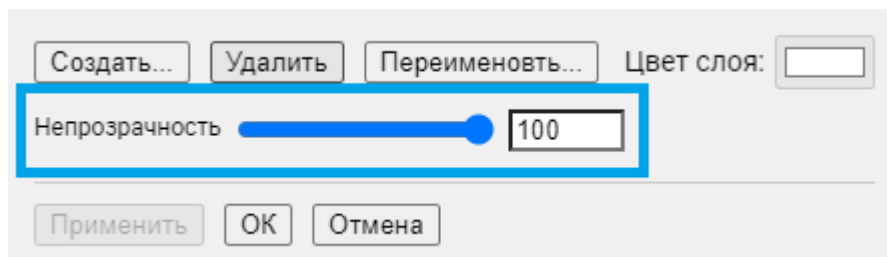 Создать... Удалить Переименовть... Цвет слоя:
Непрозрачность 100
Применить ОК Отмена